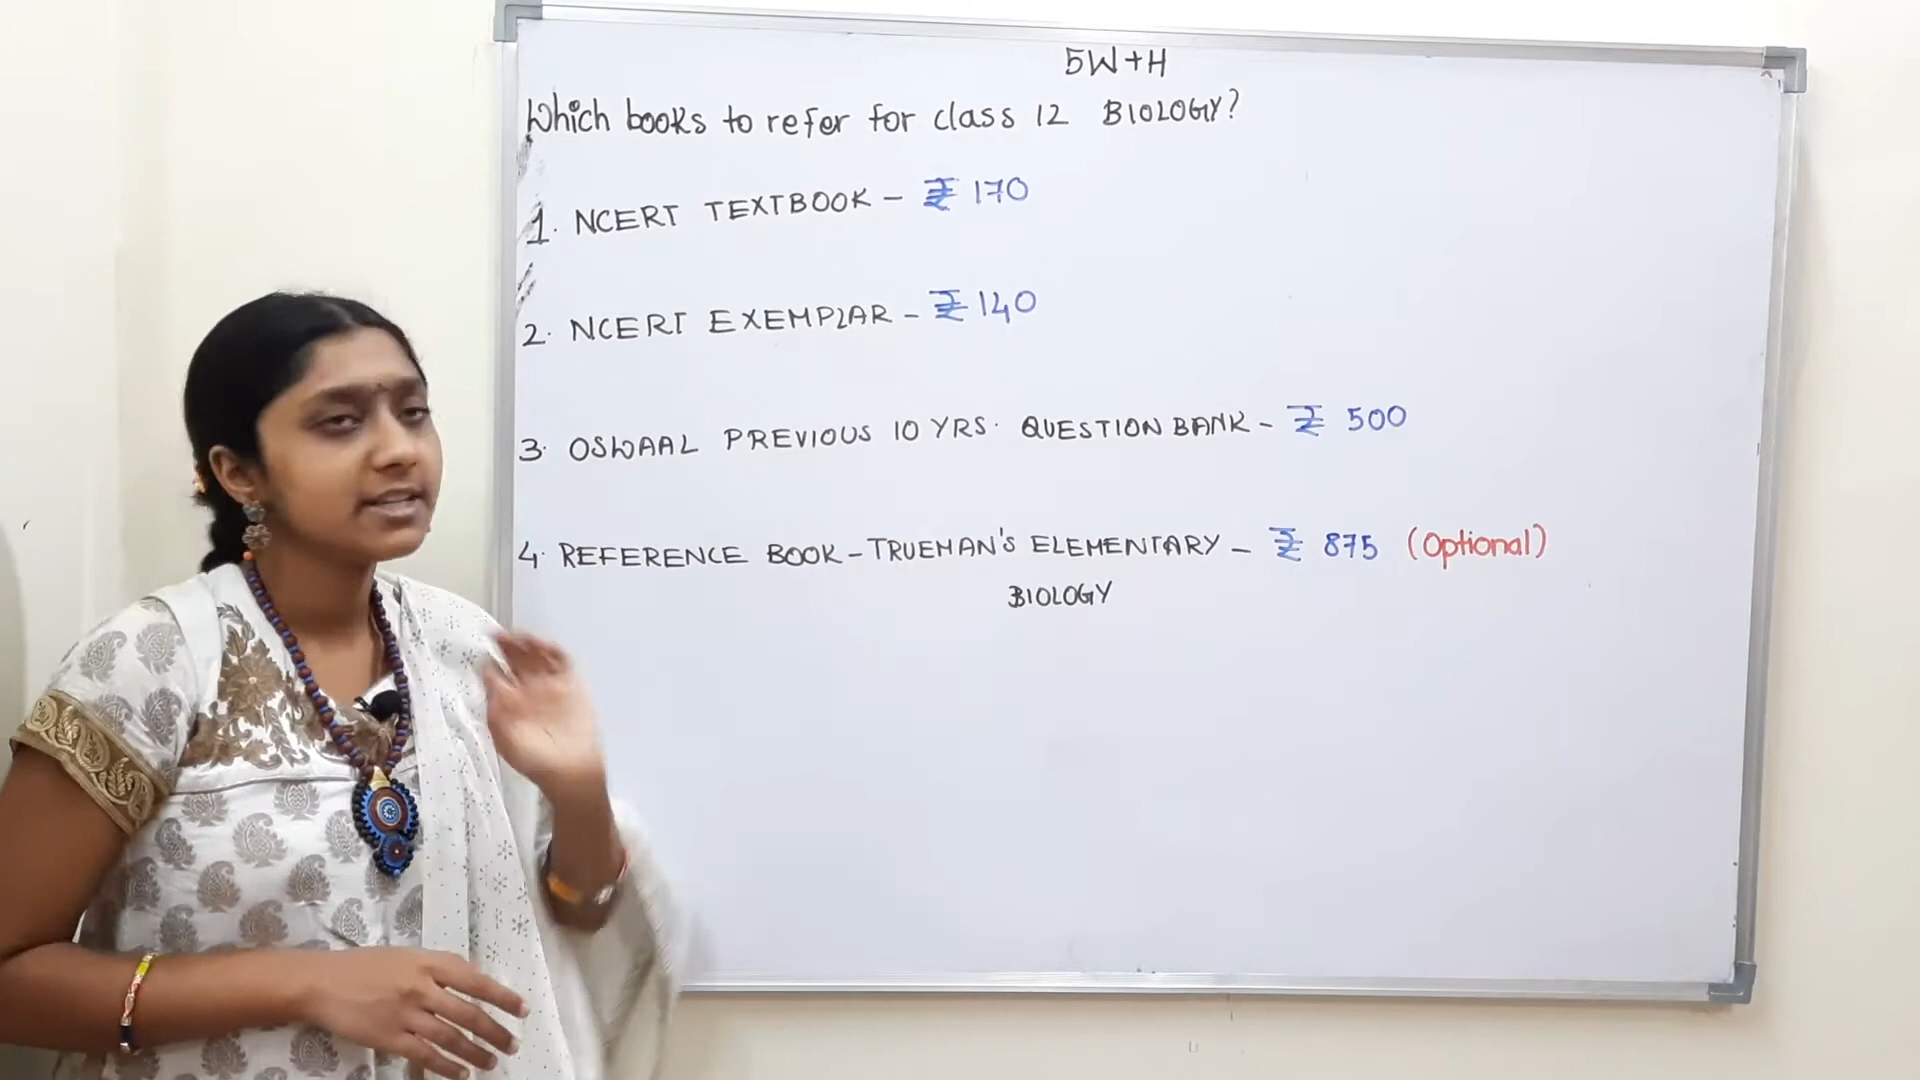 5W+H
Which books to refer for class 12 BIOLOGY?
1. NCERT TEXTBOOK - ₹ 170
2. NCERT EXEMPLAR - ₹ 140
3. OSWAAL PREVIOUS 10 YRS. QUESTION BANK - ₹ 500
4. REFERENCE BOOK - TRUEMAN'S ELEMENTARY - ₹ 875 (Optional)
BIOLOGY